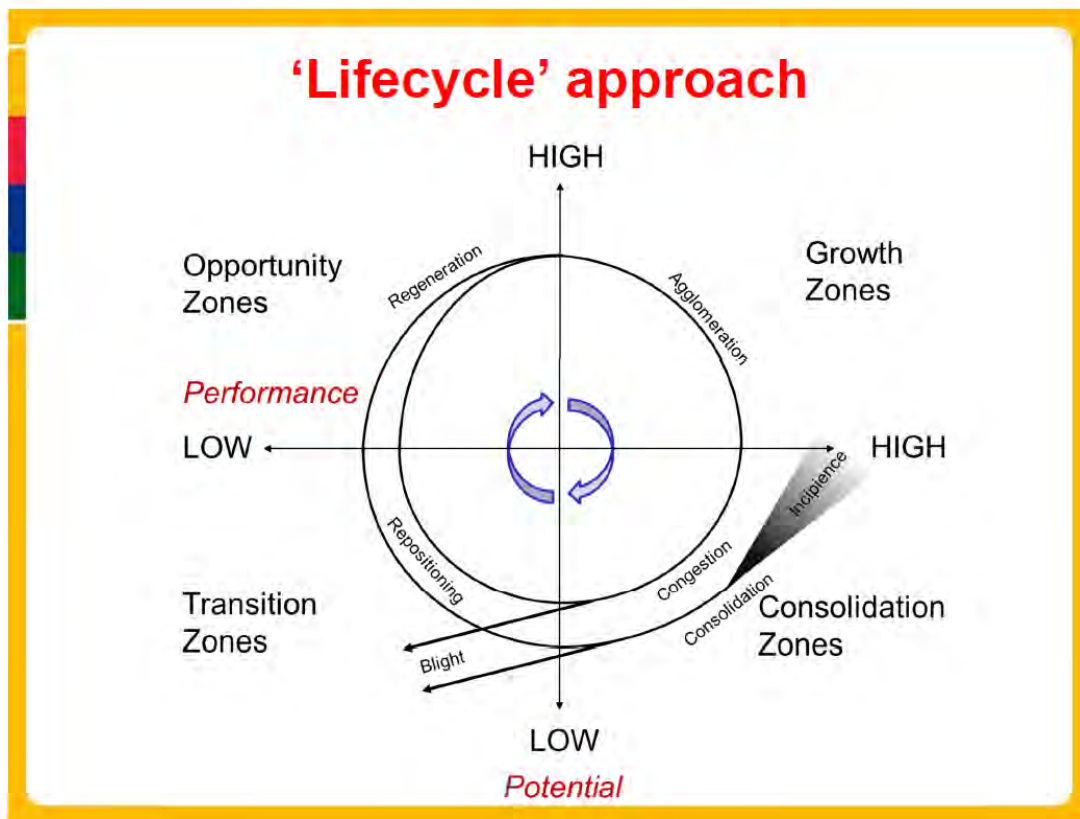 ‘Lifecycle’ approach
HIGH
Opportunity
Zones
Regeneration
Agglomeration
Growth
Zones
Performance
LOW
HIGH
Incipience
Repositioning
Congestion
Consolidation
Transition
Zones
Blight
Consolidation
Zones
LOW
Potential